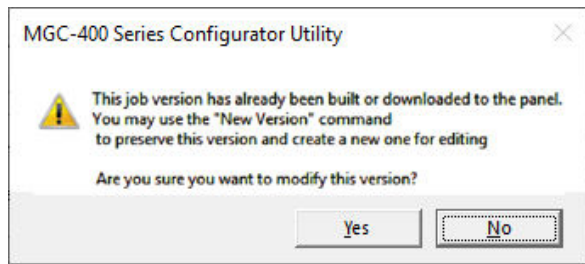 MGC-400 Series Configurator Utility
This job version has already been built or downloaded to the panel.
You may use the "New Version" command
to preserve this version and create a new one for editing
Are you sure you want to modify this version?
Yes
No